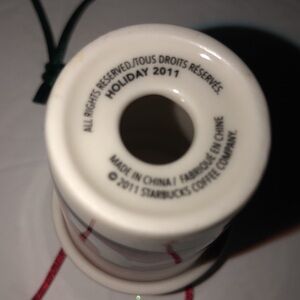 ALL RIGHTS RESERVED/TOUS DROITS RÉSERVÉS.
HOLIDAY 2011
MADE IN CHINA / FABRIQUÉ EN CHINE
© 2011 STARBUCKS COFFEE COMPANY.